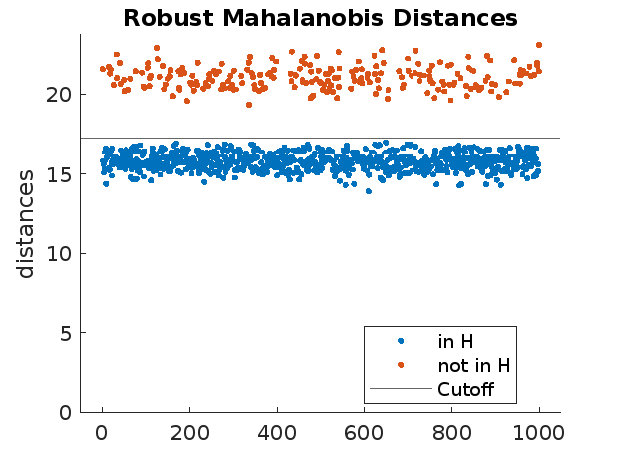 Robust Mahalanobis Distances
distances
20
15
10
5
0
0 200 400 600 800 1000
in H
not in H
Cutoff